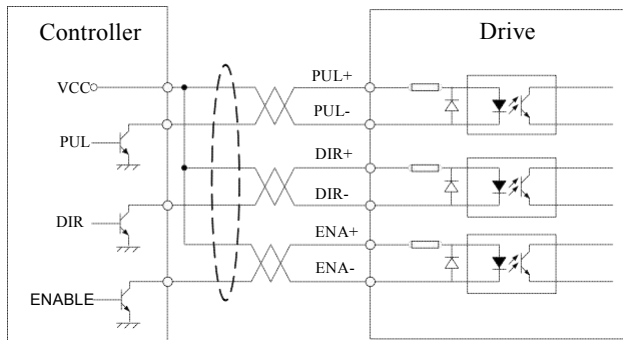 Controller
Drive
VCC
PUL+
PUL-
PUL
DIR+
DIR-
DIR
ENA+
ENA-
ENABLE